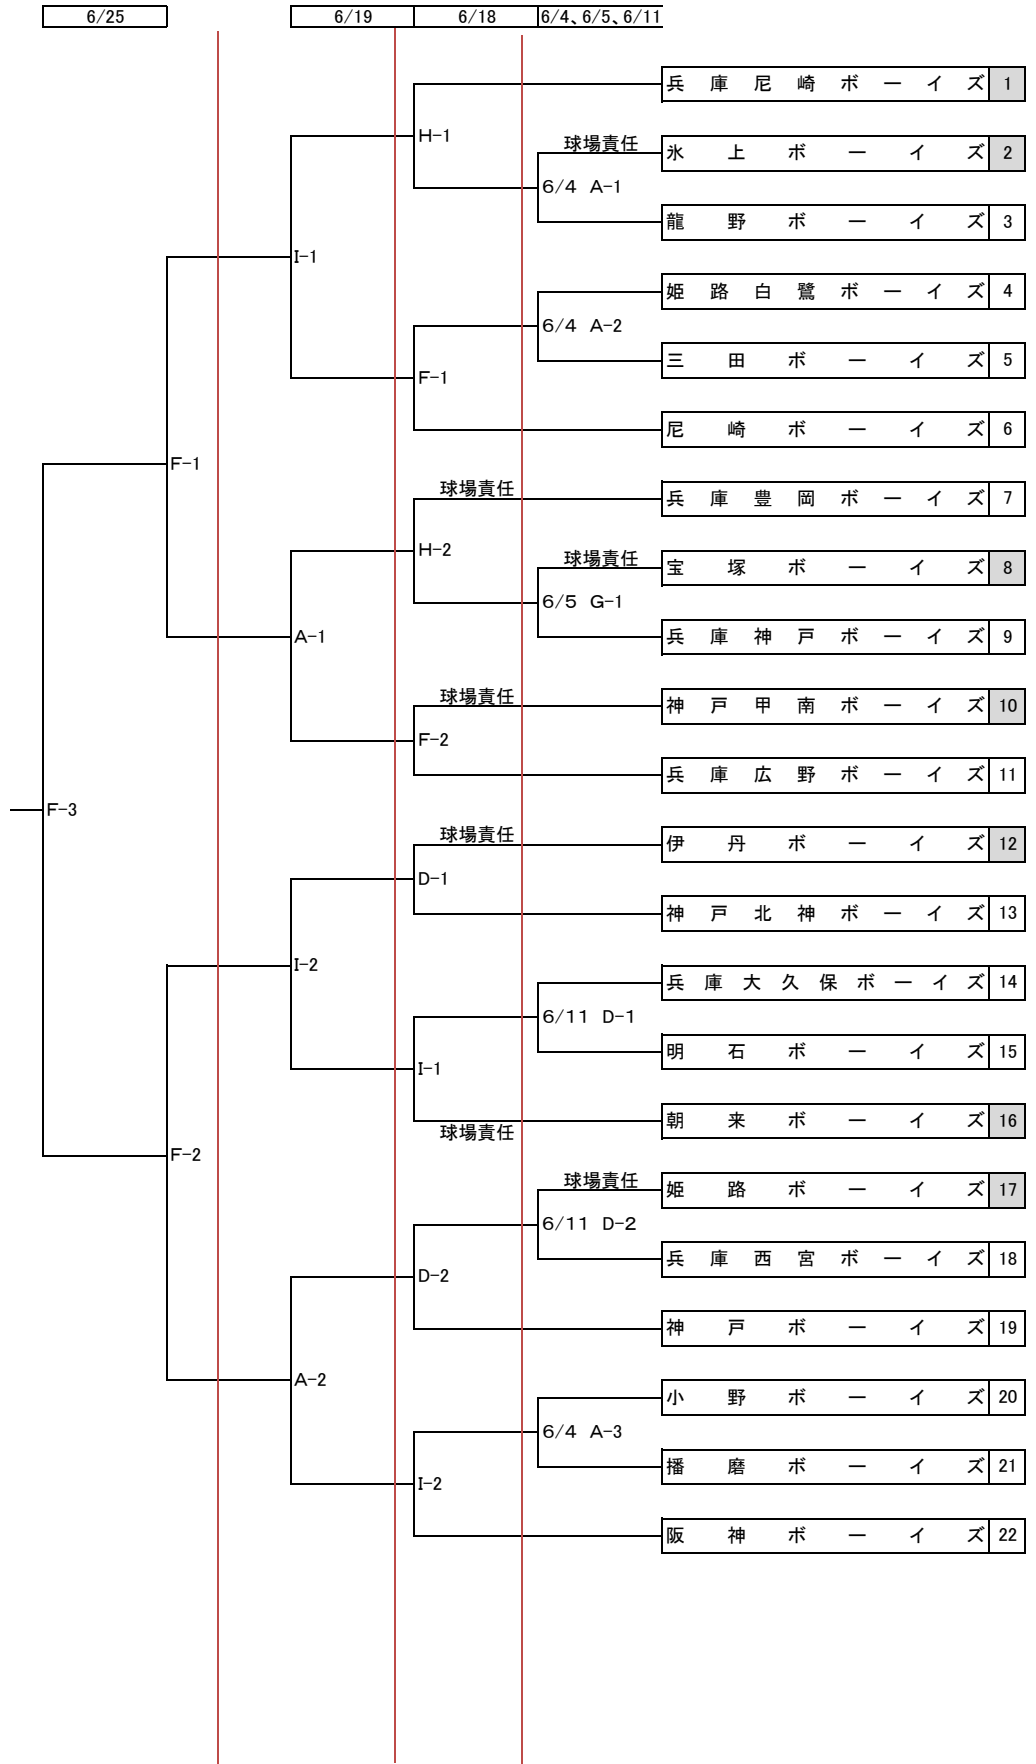 6/25 6/19 6/18 6/4、6/5、6/11
兵庫尼崎ボーイズ 1
H-1
球場責任
氷上ボーイズ 2
6/4 A-1
龍野ボーイズ 3
I-1
姫路白鷺ボーイズ 4
6/4 A-2
三田ボーイズ 5
F-1
尼崎ボーイズ 6
F-1
球場責任
兵庫豊岡ボーイズ 7
H-2
球場責任
宝塚ボーイズ 8
6/5 G-1
兵庫神戸ボーイズ 9
A-1
球場責任
神戸甲南ボーイズ 10
F-2
兵庫広野ボーイズ 11
F-3
球場責任
伊丹ボーイズ 12
D-1
神戸北神ボーイズ 13
I-2
兵庫大久保ボーイズ 14
6/11 D-1
明石ボーイズ 15
I-1
朝来ボーイズ 16
球場責任
F-2
球場責任
姫路ボーイズ 17
6/11 D-2
兵庫西宮ボーイズ 18
D-2
神戸ボーイズ 19
A-2
小野ボーイズ 20
6/4 A-3
播磨ボーイズ 21
I-2
阪神ボーイズ 22